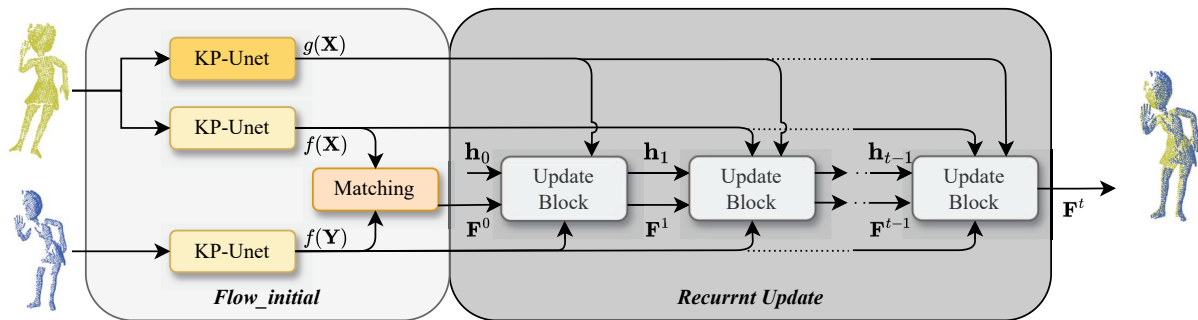 KP-Unet
g(X)
KP-Unet
f(X)
Matching
KP-Unet
f(Y)
Flow_initial
h₀
F⁰
Update
Block
h₁
F¹
Update
Block
hₜ₋₁
Fᵗ⁻¹
Update
Block
Fᵗ
Recurrnt Update